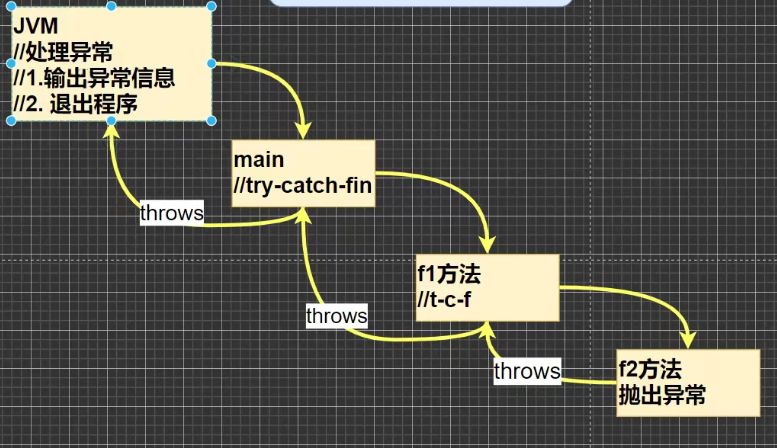 JVM
//处理异常
//1.输出异常信息
//2. 退出程序
main
//try-catch-fin
throws
f1方法
//t-c-f
throws
f2方法
抛出异常
throws